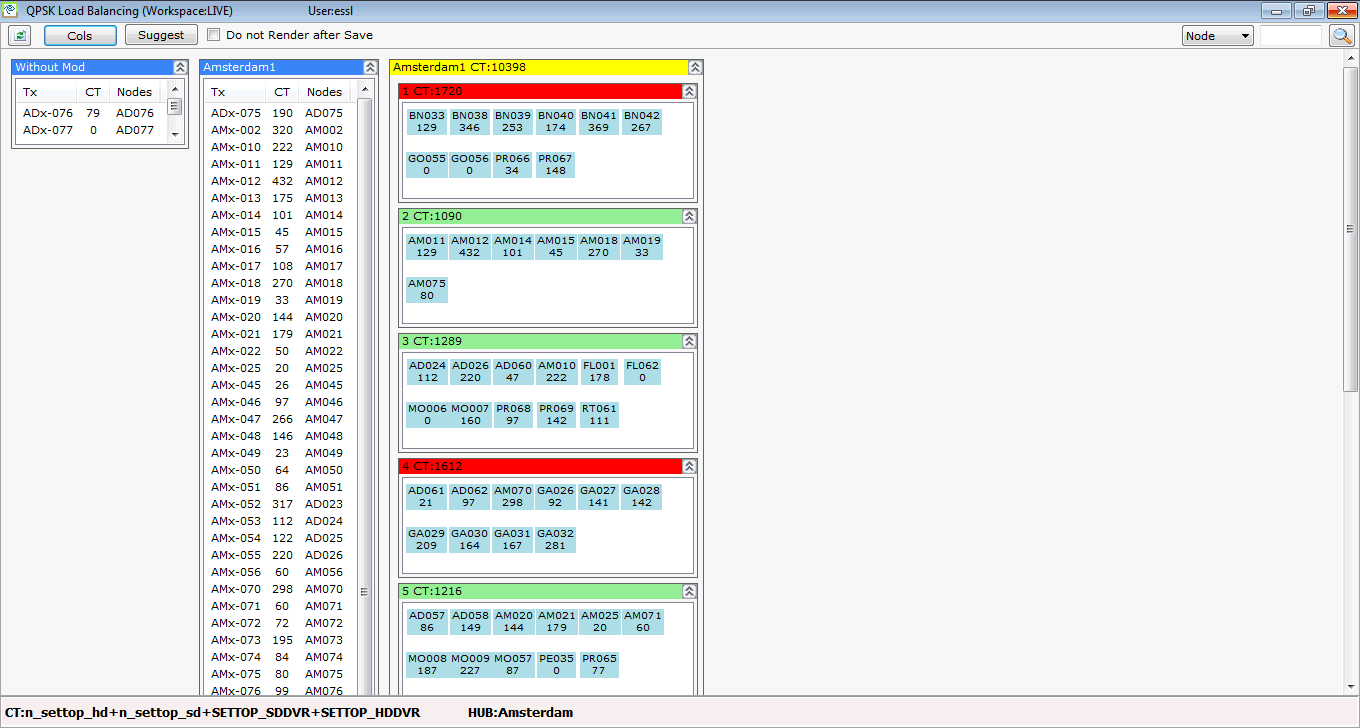 QPSK Load Balancing (Workspace:LIVE) User:essl
Cols Suggest Do not Render after Save Node
Without Mod
Tx CT Nodes
ADx-076 79 AD076
ADx-077 0 AD077
Amsterdam1
Tx CT Nodes
ADx-075 190 AD075
AMx-002 320 AM002
AMx-010 222 AM010
AMx-011 129 AM011
AMx-012 432 AM012
AMx-013 175 AM013
AMx-014 101 AM014
AMx-015 45 AM015
AMx-016 57 AM016
AMx-017 108 AM017
AMx-018 270 AM018
AMx-019 33 AM019
AMx-020 144 AM020
AMx-021 179 AM021
AMx-022 50 AM022
AMx-025 20 AM025
AMx-045 26 AM045
AMx-046 97 AM046
AMx-047 266 AM047
AMx-048 146 AM048
AMx-049 23 AM049
AMx-050 64 AM050
AMx-051 86 AM051
AMx-052 317 AD023
AMx-053 112 AD024
AMx-054 122 AD025
AMx-055 220 AD026
AMx-056 60 AM056
AMx-070 298 AM070
AMx-071 60 AM071
AMx-072 72 AM072
AMx-073 195 AM073
AMx-074 84 AM074
AMx-075 80 AM075
AMx-076 99 AM076
Amsterdam1 CT:10398
1 CT:1720
BN033 BN038 BN039 BN040 BN041 BN042
129 346 253 174 369 267
GO055 GO056 PR066 PR067
0 0 34 148
2 CT:1090
AM011 AM012 AM014 AM015 AM018 AM019
129 432 101 45 270 33
AM075
80
3 CT:1289
AD024 AD026 AD060 AM010 FL001 FL062
112 220 47 222 178 0
MO006 MO007 PR068 PR069 RT061
0 160 97 142 111
4 CT:1612
AD061 AD062 AM070 GA026 GA027 GA028
21 97 298 92 141 142
GA029 GA030 GA031 GA032
209 164 167 281
5 CT:1216
AD057 AD058 AM020 AM021 AM025 AM071
86 149 144 179 20 60
MO008 MO009 MO057 PE035 PR065
187 227 87 0 77
CT:n_settop_hd+n_settop_sd+SETTOP_SDDVR+SETTOP_HDDVR HUB:Amsterdam